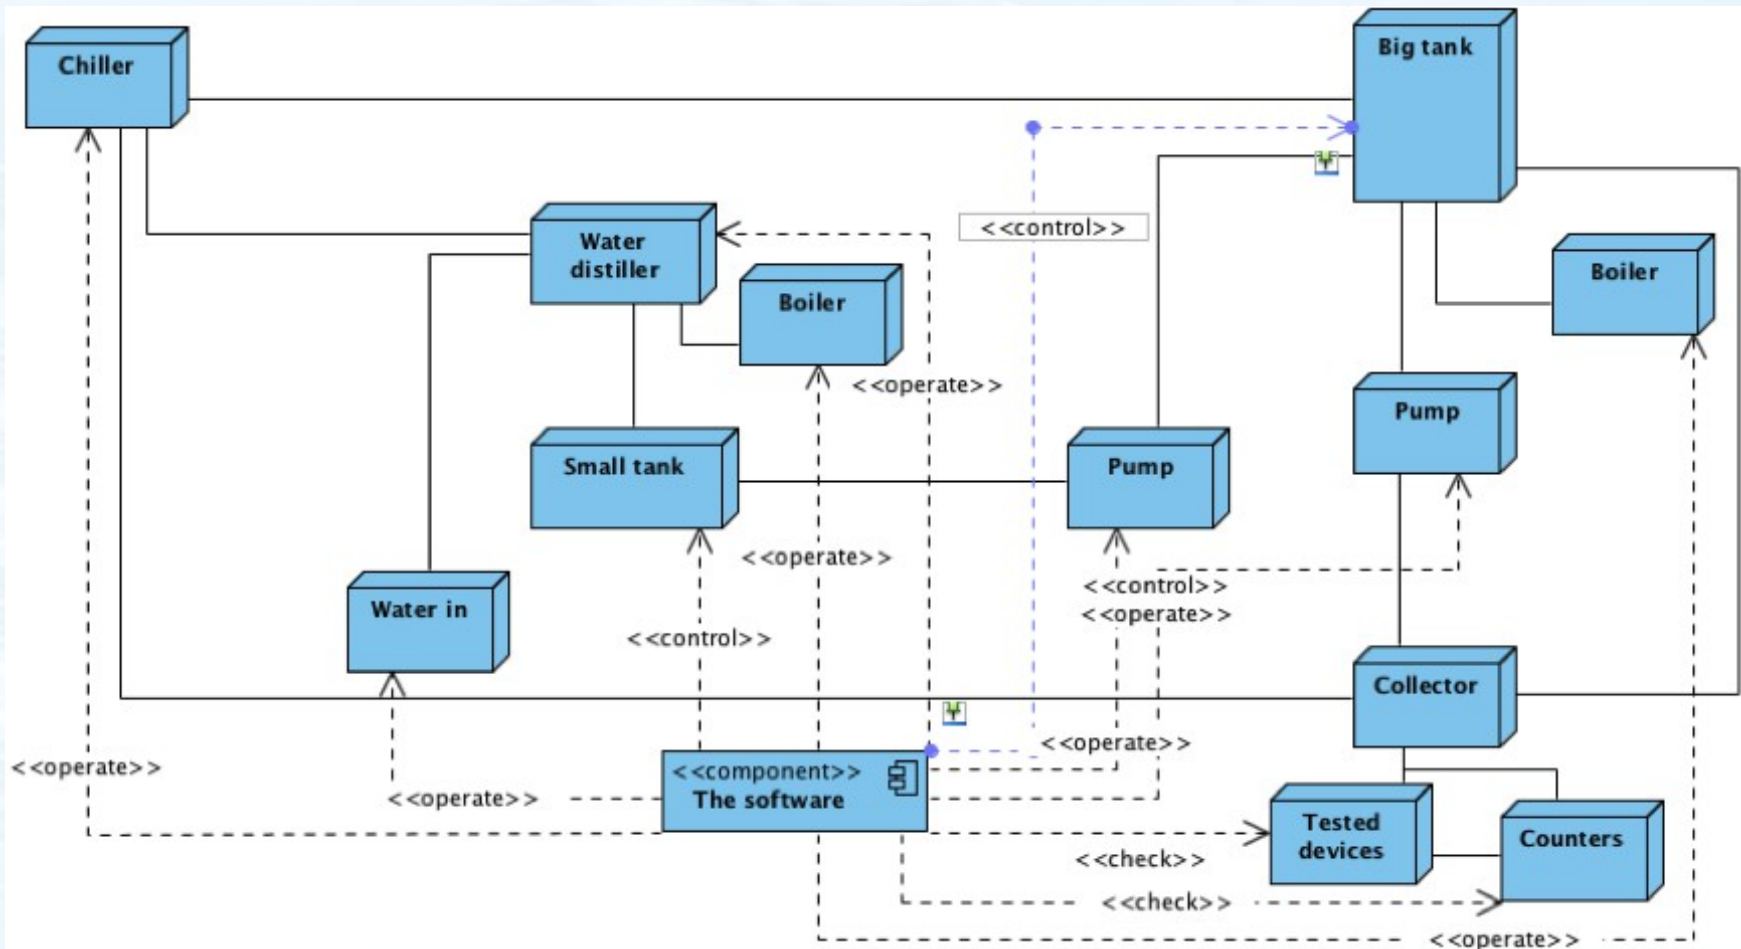 Big tank
Chiller
<<control>>
Water
distiller
Boiler
Boiler
<<operate>>
Pump
Small tank
Pump
<<operate>>
<<control>>
Water in
<<operate>>
<<control>>
Collector
<<operate>>
<<operate>>
<<component>>
The software
<<operate>>
Tested
devices
Counters
<<check>>
<<check>>
<<operate>>